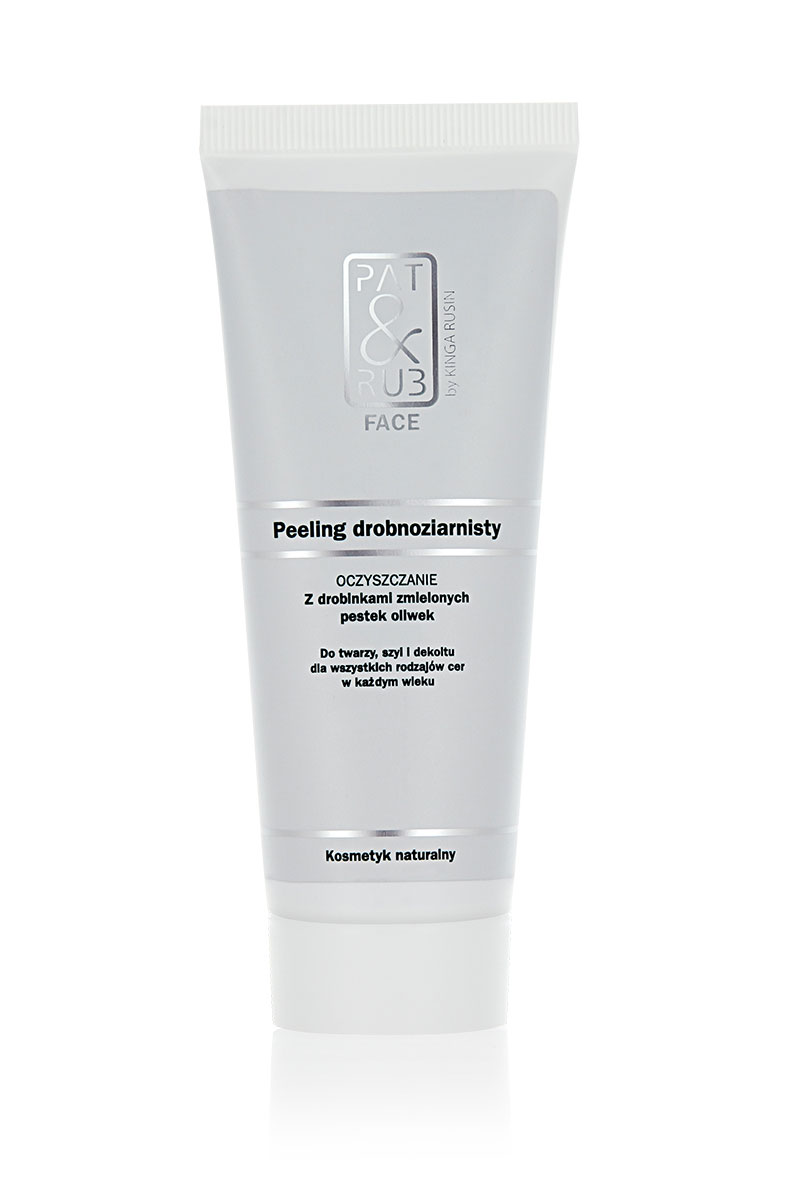 PAT
&
RUB
by KINGA RUSIN
FACE
Peeling drobnoziarnisty
OCZYSZCZANIE
Z drobinkami zmielonych
pestek oliwek
Do twarzy, szyi i dekoltu
dla wszystkich rodzajów cer
w każdym wieku
Kosmetyk naturalny